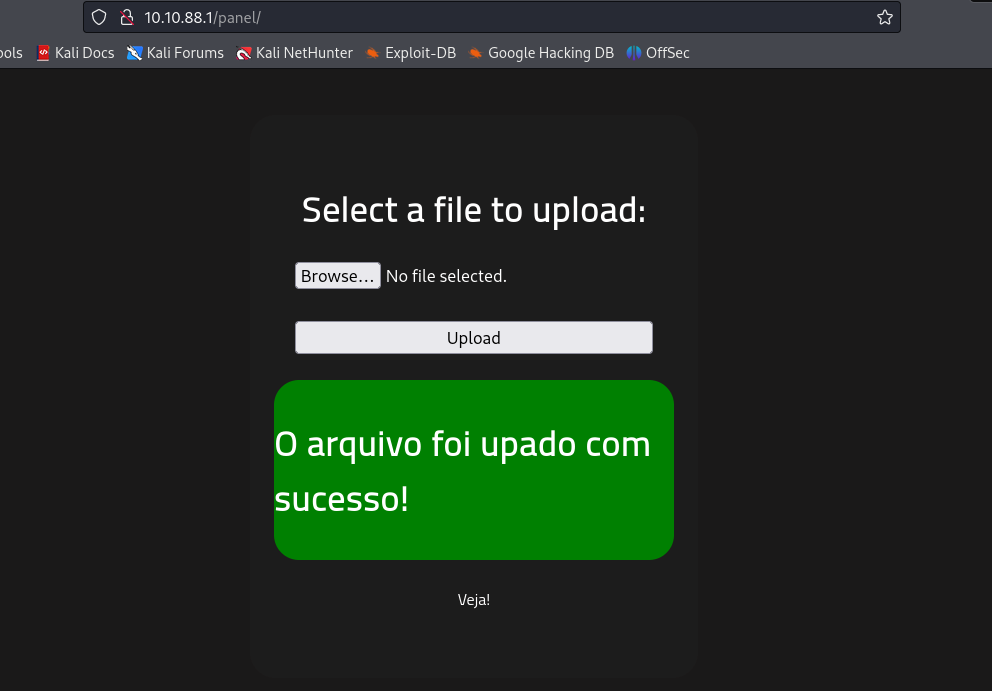 10.10.88.1/panel/
ools Kali Docs Kali Forums Kali NetHunter Exploit-DB Google Hacking DB OffSec
Select a file to upload:
Browse... No file selected.
Upload
O arquivo foi upado com
sucesso!
Veja!